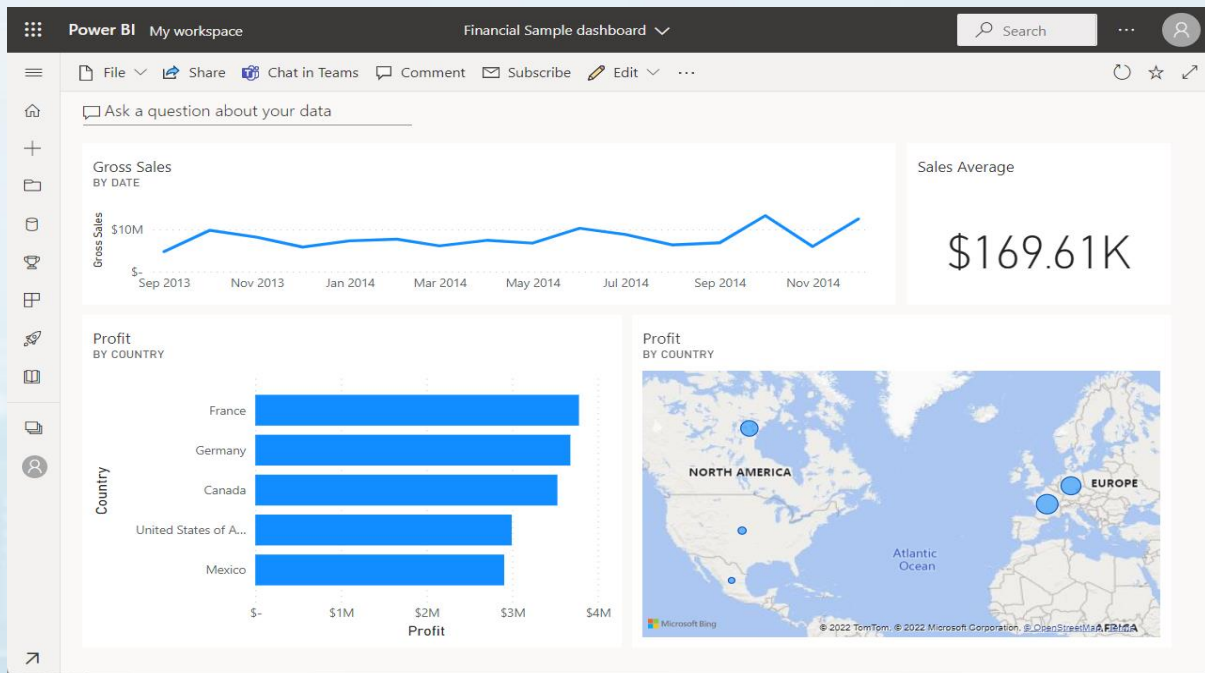 Power BI My workspace Financial Sample dashboard Search
File Share Chat in Teams Comment Subscribe Edit
Ask a question about your data
Gross Sales
BY DATE
Gross Sales
$10M
$-
Sep 2013 Nov 2013 Jan 2014 Mar 2014 May 2014 Jul 2014 Sep 2014 Nov 2014
Sales Average
$169.61K
Profit
BY COUNTRY
Country
France
Germany
Canada
United States of A...
Mexico
$- $1M $2M $3M $4M
Profit
Profit
BY COUNTRY
NORTH AMERICA
EUROPE
Atlantic
Ocean
AFRICA
Microsoft Bing
© 2022 TomTom, © 2022 Microsoft Corporation, © OpenStreetMap